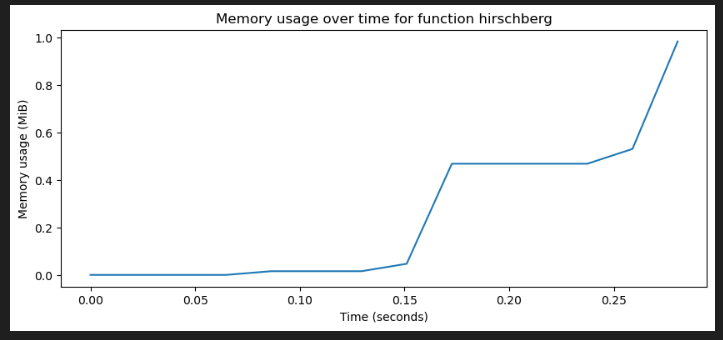 Memory usage over time for function hirschberg
1.0
0.8
0.6
0.4
0.2
0.0
Memory usage (MiB)
0.00 0.05 0.10 0.15 0.20 0.25
Time (seconds)